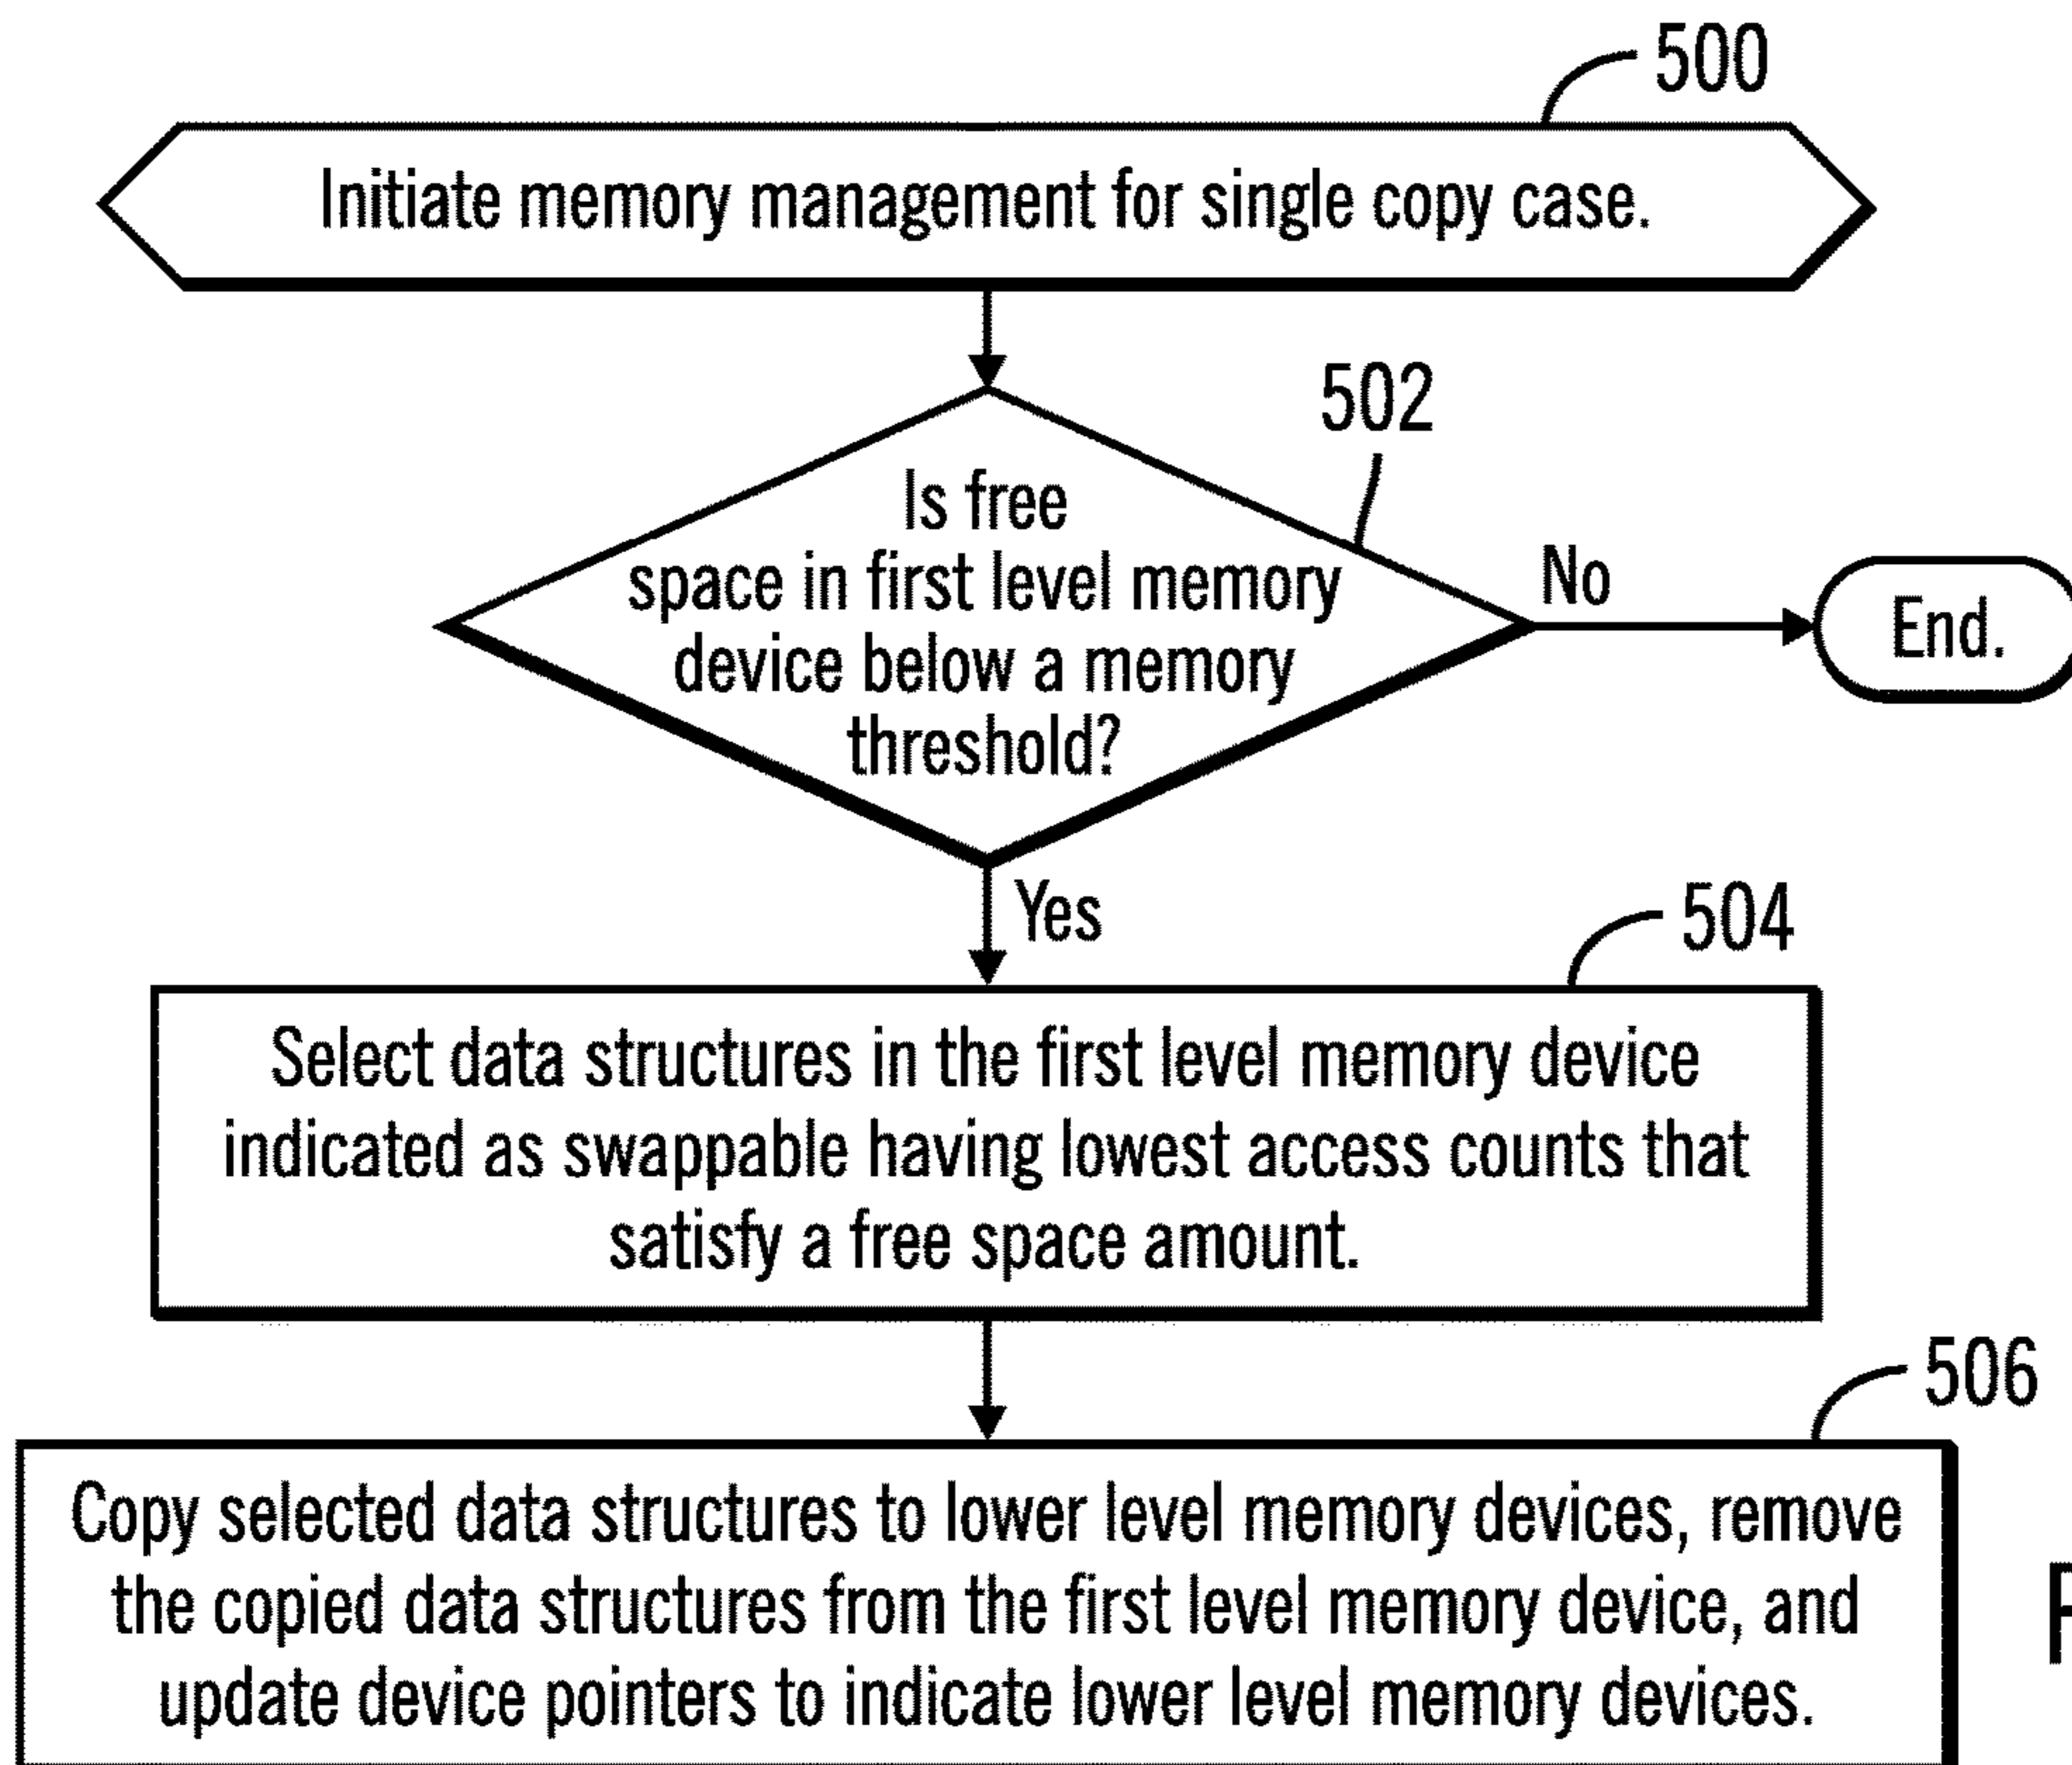 500
Initiate memory management for single copy case.
502
Is free
space in first level memory
device below a memory
threshold?
No
End.
Yes
504
Select data structures in the first level memory device
indicated as swappable having lowest access counts that
satisfy a free space amount.
506
Copy selected data structures to lower level memory devices, remove
the copied data structures from the first level memory device, and
update device pointers to indicate lower level memory devices.